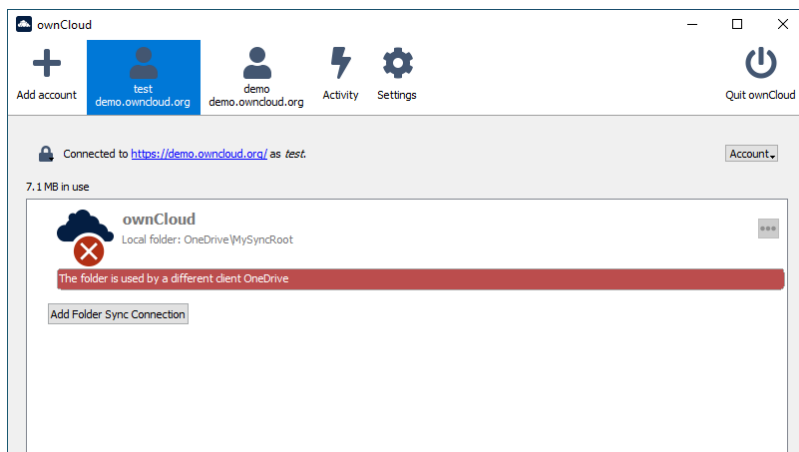 ownCloud
Add account
test
demo.owncloud.org
demo
demo.owncloud.org
Activity
Settings
Quit ownCloud
Connected to https://demo.owncloud.org/ as test.
Account
7.1 MB in use
ownCloud
Local folder: OneDrive\MySyncRoot
The folder is used by a different client OneDrive
Add Folder Sync Connection